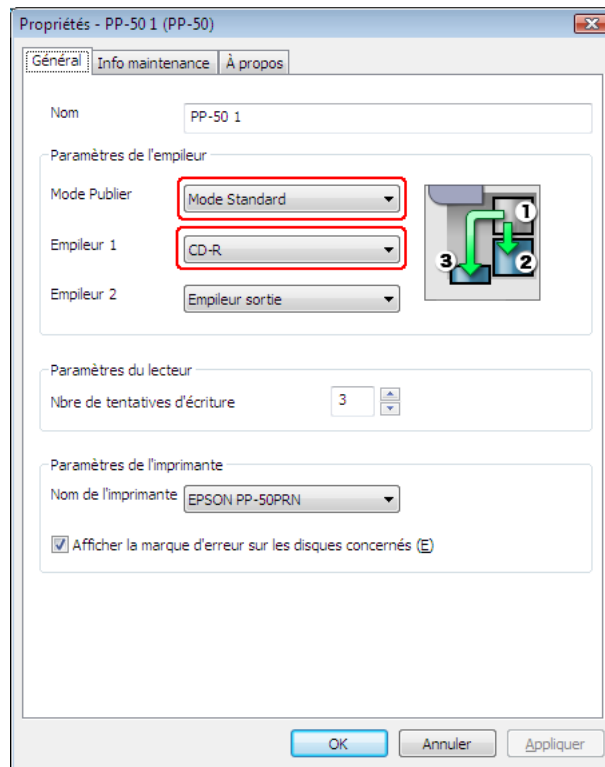 Propriétés - PP-50 1 (PP-50)
Général Info maintenance À propos
Nom PP-50 1
Paramètres de l'empileur
Mode Publier Mode Standard
Empileur 1 CD-R
Empileur 2 Empileur sortie
1
3 2
Paramètres du lecteur
Nbre de tentatives d'écriture 3
Paramètres de l'imprimante
Nom de l'imprimante EPSON PP-50PRN
Afficher la marque d'erreur sur les disques concernés (E)
OK Annuler Appliquer